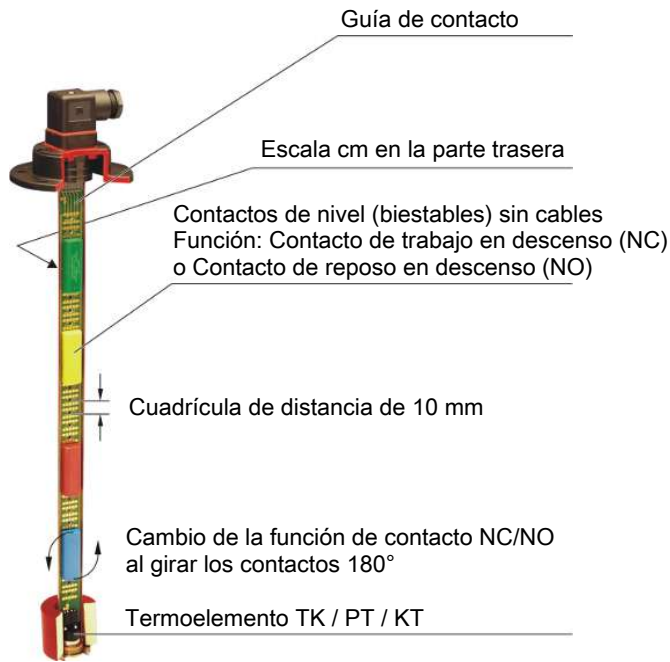 Guía de contacto
Escala cm en la parte trasera
Contactos de nivel (biestables) sin cables
Función: Contacto de trabajo en descenso (NC)
o Contacto de reposo en descenso (NO)
Cuadrícula de distancia de 10 mm
Cambio de la función de contacto NC/NO
al girar los contactos 180°
Termoelemento TK / PT / KT